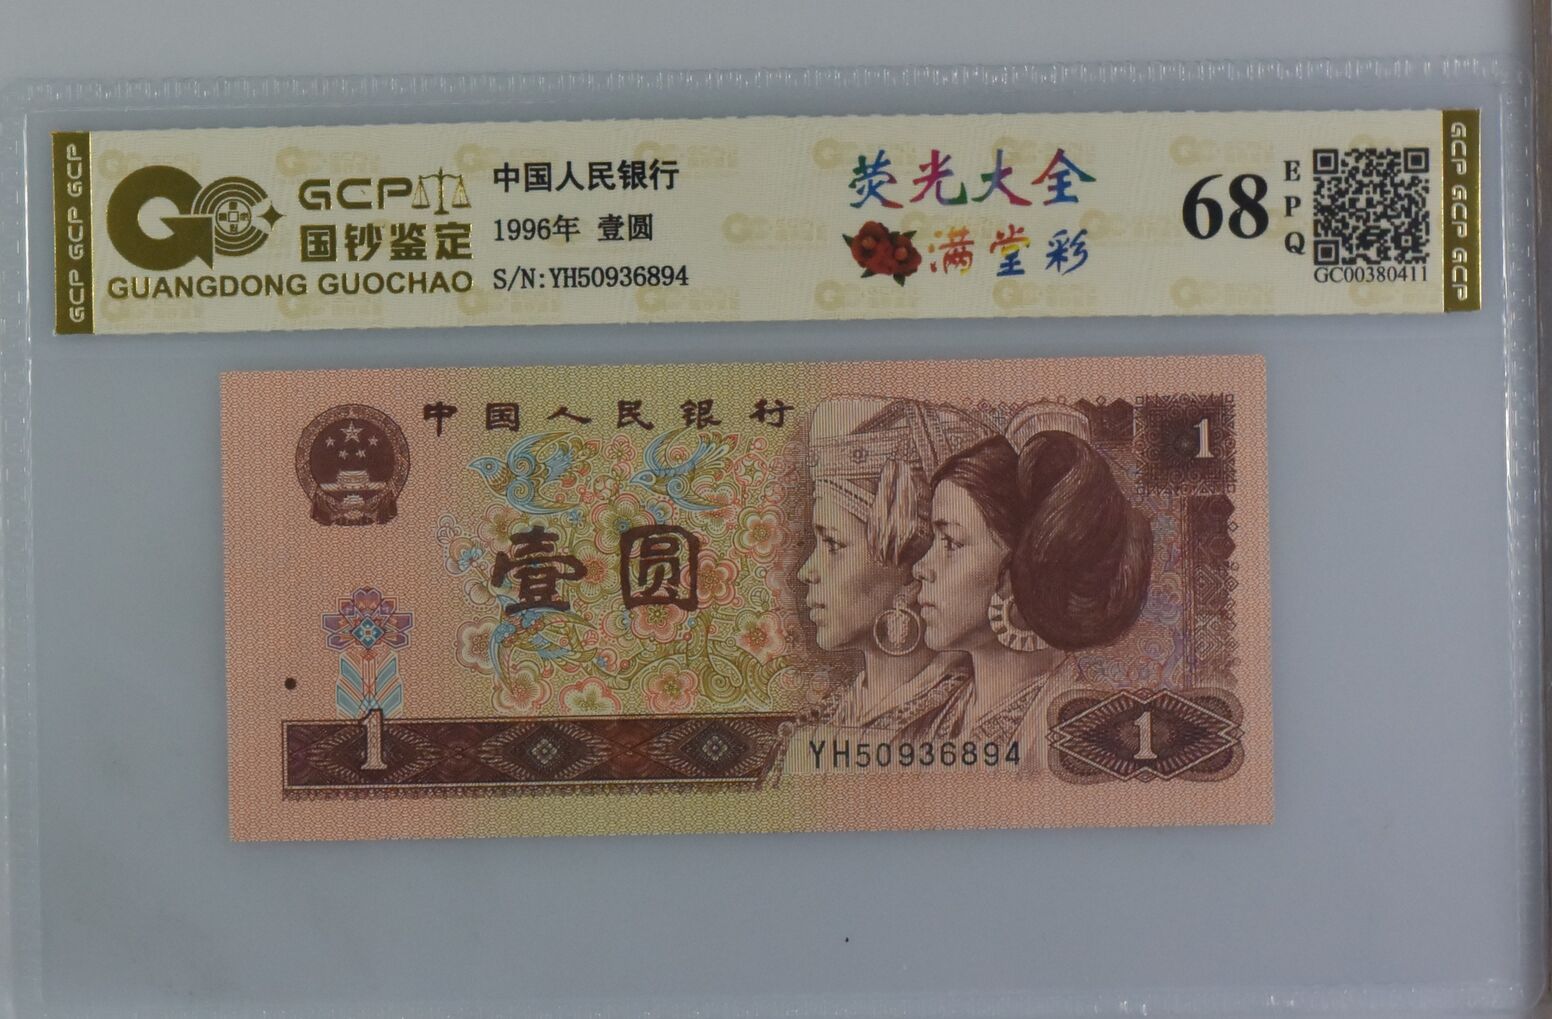 GCP GCP GCP
GCP
国钞鉴定
GUANGDONG GUOCHAO
中国人民银行
1996年 壹圆
S/N:YH50936894
荧光大全
满堂彩
68
EPQ
GC00380411
GCP GCP GCP
中国人民银行
1
壹圆
1
YH50936894
1